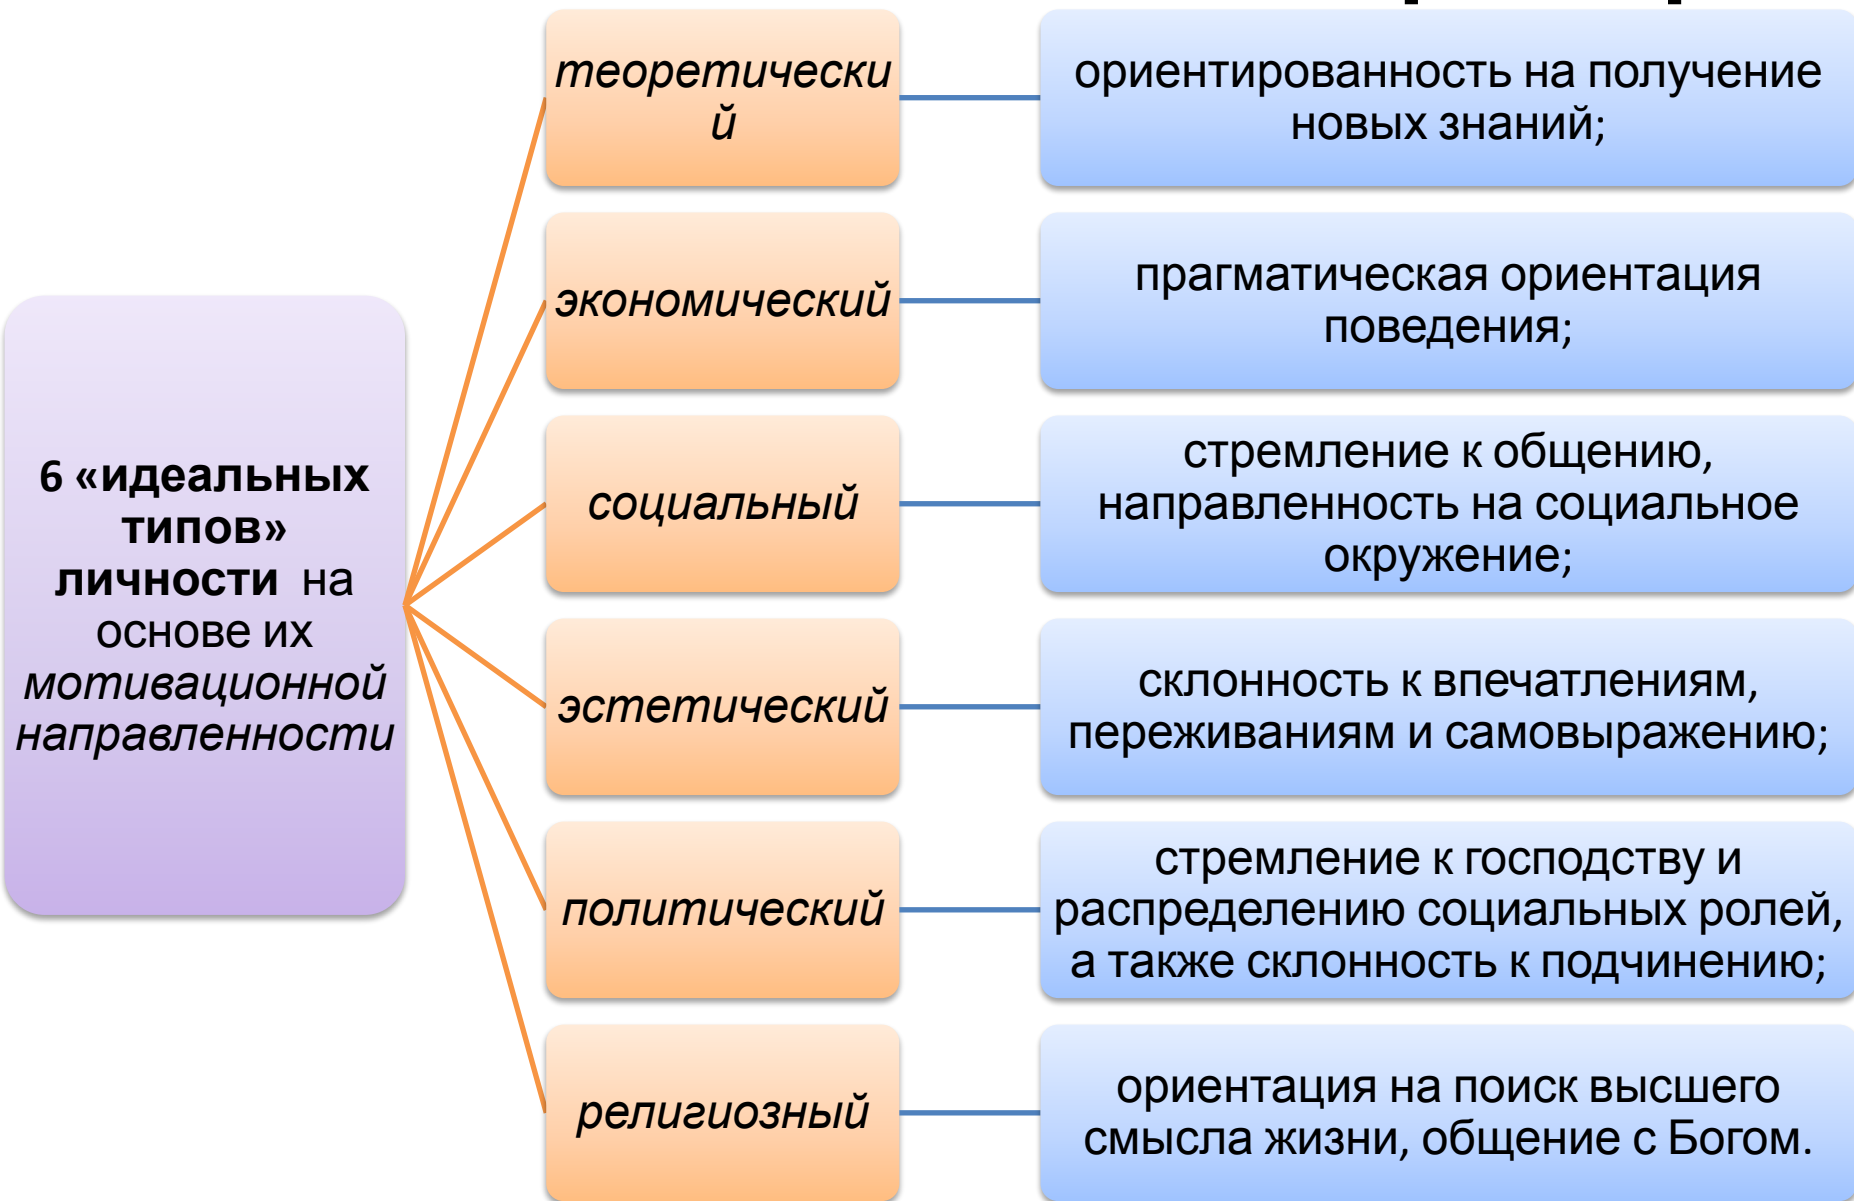 6 «идеальных
типов»
личности на
основе их
мотивационной
направленности
теоретически
й
ориентированность на получение
новых знаний;
экономический
прагматическая ориентация
поведения;
социальный
стремление к общению,
направленность на социальное
окружение;
эстетический
склонность к впечатлениям,
переживаниям и самовыражению;
политический
стремление к господству и
распределению социальных ролей,
а также склонность к подчинению;
религиозный
ориентация на поиск высшего
смысла жизни, общение с Богом.